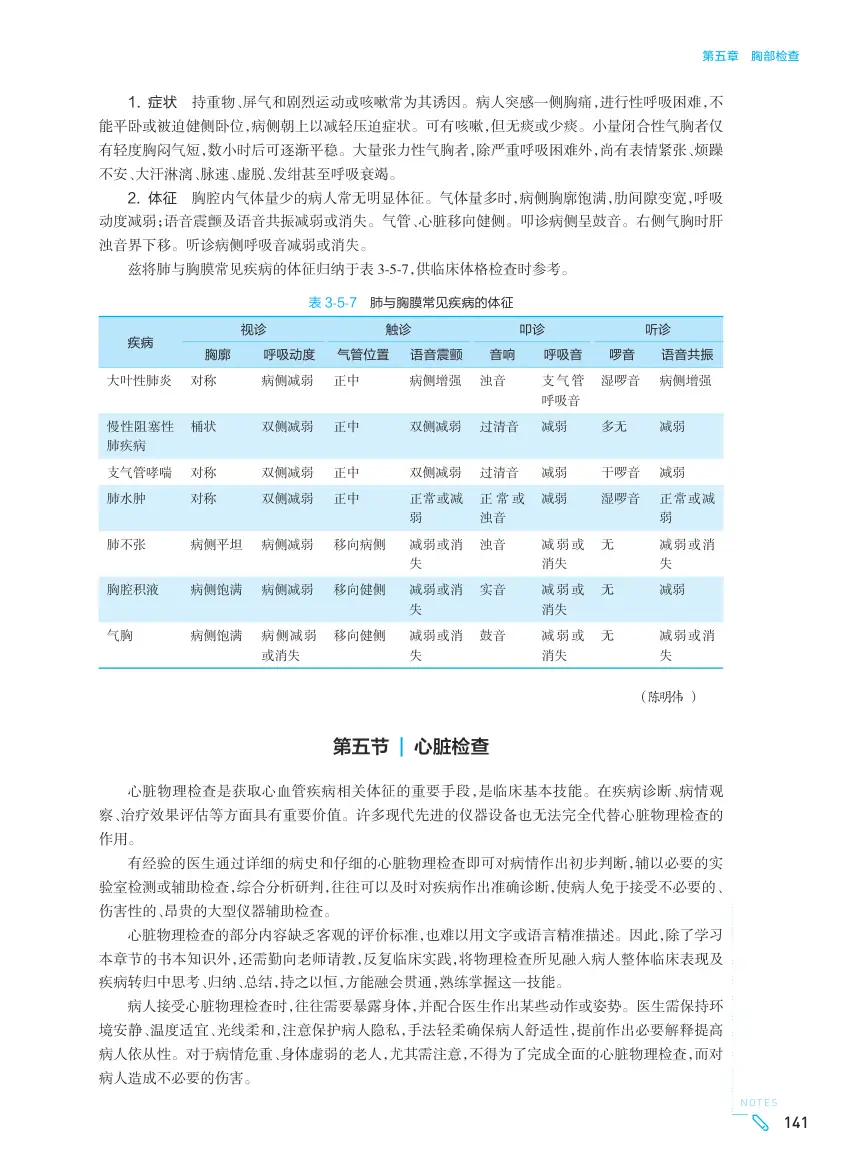 第五章 胸部检查
1. 症状 持重物、屏气和剧烈运动或咳嗽常为其诱因。病人突感一侧胸痛,进行性呼吸困难,不
能平卧或被迫健侧卧位,病侧朝上以减轻压迫症状。可有咳嗽,但无痰或少痰。小量闭合性气胸者仅
有轻度胸闷气短,数小时后可逐渐平稳。大量张力性气胸者,除严重呼吸困难外,尚有表情紧张、烦躁
不安、大汗淋漓、脉速、虚脱、发绀甚至呼吸衰竭。
2. 体征 胸腔内气体量少的病人常无明显体征。气体量多时,病侧胸廓饱满,肋间隙变宽,呼吸
动度减弱;语音震颤及语音共振减弱或消失。气管、心脏移向健侧。叩诊病侧呈鼓音。右侧气胸时肝
浊音界下移。听诊病侧呼吸音减弱或消失。
兹将肺与胸膜常见疾病的体征归纳于表 3-5-7,供临床体格检查时参考。
表 3-5-7 肺与胸膜常见疾病的体征
疾病 视诊 触诊 叩诊 听诊
胸廓 呼吸动度 气管位置 语音震颤 音响 呼吸音 啰音 语音共振
大叶性肺炎 对称 病侧减弱 正中 病侧增强 浊音 支气管 湿啰音 病侧增强
呼吸音
慢性阻塞性 桶状 双侧减弱 正中 双侧减弱 过清音 减弱 多无 减弱
肺疾病
支气管哮喘 对称 双侧减弱 正中 双侧减弱 过清音 减弱 干啰音 减弱
肺水肿 对称 双侧减弱 正中 正常或减 正常或 减弱 湿啰音 正常或减
弱 浊音 弱
肺不张 病侧平坦 病侧减弱 移向病侧 减弱或消 浊音 减弱或 无 减弱或消
失 消失 失
胸腔积液 病侧饱满 病侧减弱 移向健侧 减弱或消 实音 减弱或 无 减弱
失 消失
气胸 病侧饱满 病侧减弱 移向健侧 减弱或消 鼓音 减弱或 无 减弱或消
或消失 失 消失 失
(陈明伟 )
第五节 | 心脏检查
心脏物理检查是获取心血管疾病相关体征的重要手段,是临床基本技能。在疾病诊断、病情观
察、治疗效果评估等方面具有重要价值。许多现代先进的仪器设备也无法完全代替心脏物理检查的
作用。
有经验的医生通过详细的病史和仔细的心脏物理检查即可对病情作出初步判断,辅以必要的实
验室检测或辅助检查,综合分析研判,往往可以及时对疾病作出准确诊断,使病人免于接受不必要的、
伤害性的、昂贵的大型仪器辅助检查。
心脏物理检查的部分内容缺乏客观的评价标准,也难以用文字或语言精准描述。因此,除了学习
本章节的书本知识外,还需勤向老师请教,反复临床实践,将物理检查所见融入病人整体临床表现及
疾病转归中思考、归纳、总结,持之以恒,方能融会贯通,熟练掌握这一技能。
病人接受心脏物理检查时,往往需要暴露身体,并配合医生作出某些动作或姿势。医生需保持环
境安静、温度适宜、光线柔和,注意保护病人隐私,手法轻柔确保病人舒适性,提前作出必要解释提高
病人依从性。对于病情危重、身体虚弱的老人,尤其需注意,不得为了完成全面的心脏物理检查,而对
病人造成不必要的伤害。
NOTES
141